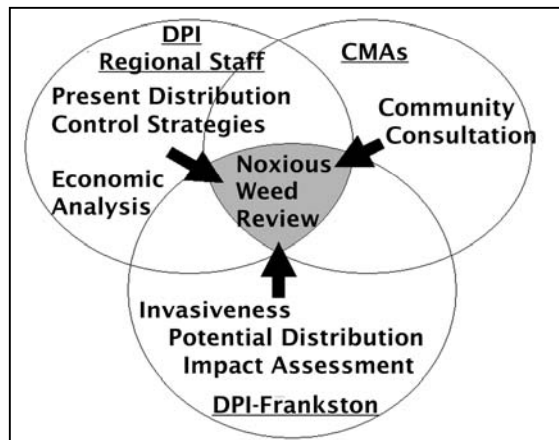 DPI
Regional Staff
Present Distribution
Control Strategies
Economic
Analysis
CMAs
Community
Consultation
Noxious
Weed
Review
Invasiveness
Potential Distribution
Impact Assessment
DPI-Frankston